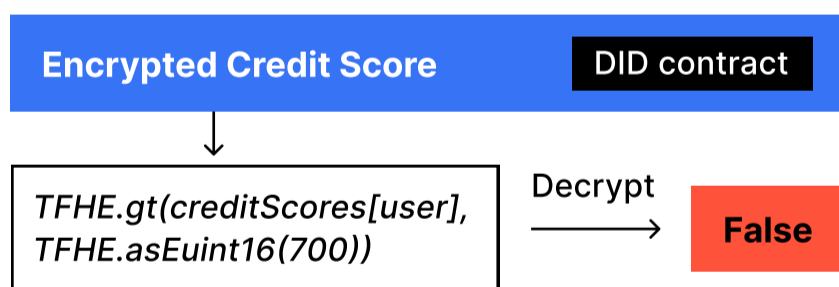 Encrypted Credit Score
DID contract
TFHE.gt(creditScores[user],
TFHE.asEuint16(700))
Decrypt
False